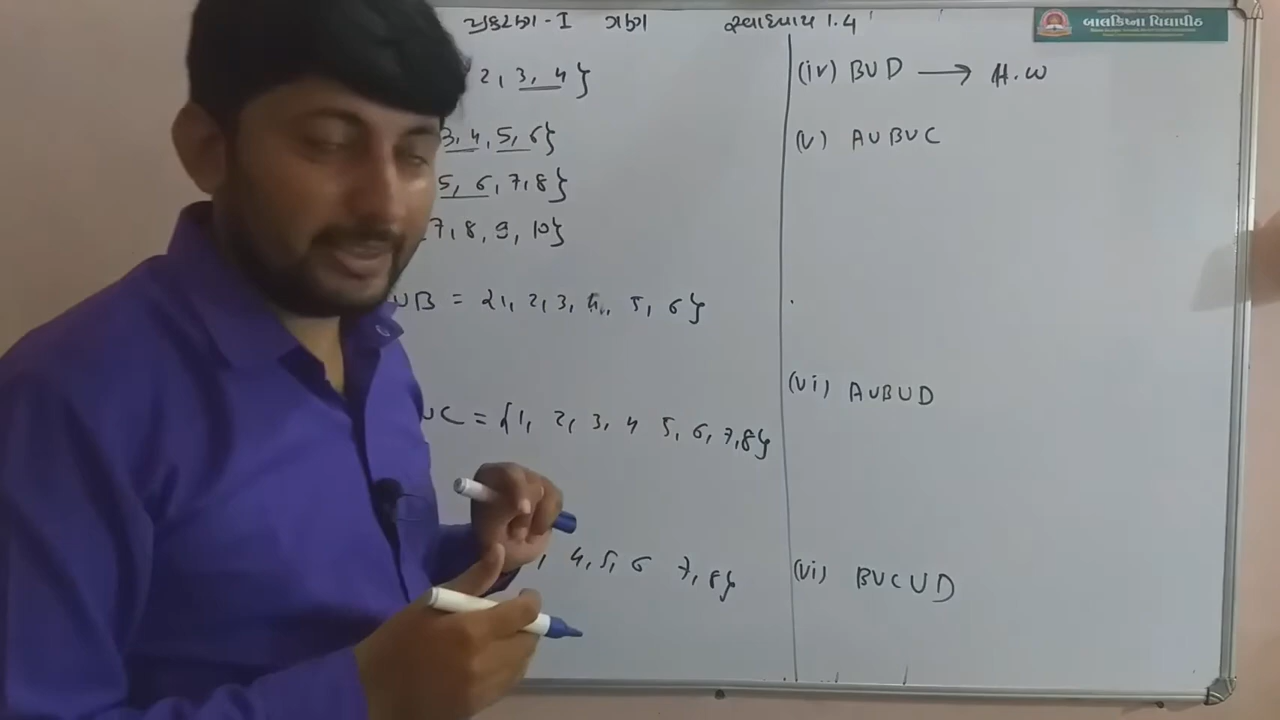 પ્રકરણ-I ગણ સ્વાધ્યાય 1.4
2, 3, 4}
3, 4, 5, 6}
5, 6, 7, 8}
7, 8, 9, 10}
∪B = {1, 2, 3, 4, 5, 6}
∪C = {1, 2, 3, 4 5, 6, 7, 8}
, 4, 5, 6 7, 8}
(iv) B∪D → H.W
(v) A∪B∪C
(vi) A∪B∪D
(vi) B∪C∪D
બાલક્રિષ્ના વિદ્યાપીઠ